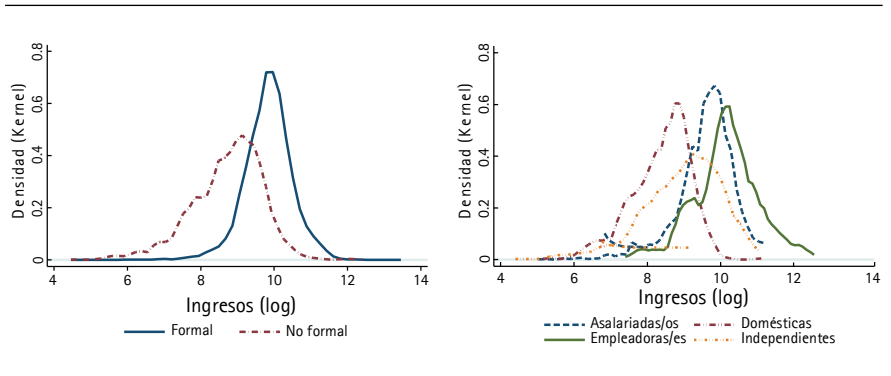 0.8
0.6
0.4
0.2
0
Densidad (Kernel)
4 6 8 10 12 14
Ingresos (log)
Formal No formal
0.8
0.6
0.4
0.2
0
Densidad (Kernel)
4 6 8 10 12 14
Ingresos (log)
Asalariadas/os Domésticas
Empleadoras/es Independientes